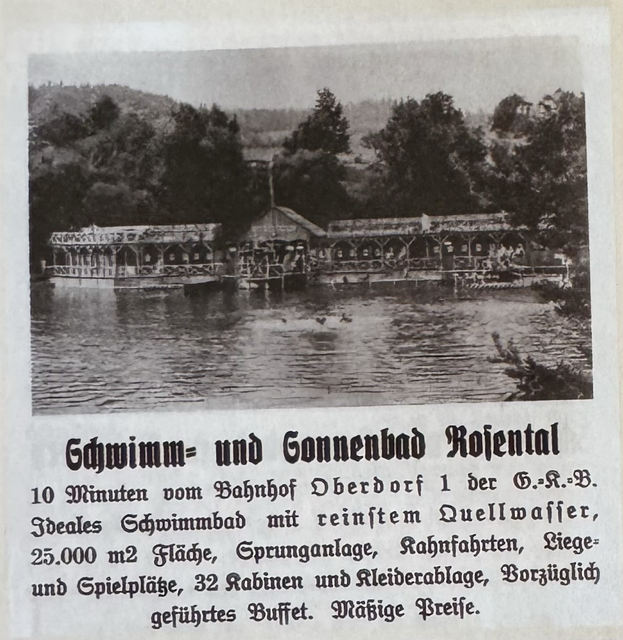 Schwimm- und Sonnenbad Rosental
10 Minuten vom Bahnhof Oberdorf 1 der G.-K.-B.
Ideales Schwimmbad mit reinstem Quellwasser,
25.000 m2 Fläche, Sprunganlage, Kahnfahrten, Liege-
und Spielplätze, 32 Kabinen und Kleiderablage, Vorzüglich
geführtes Buffet. Mäßige Preise.